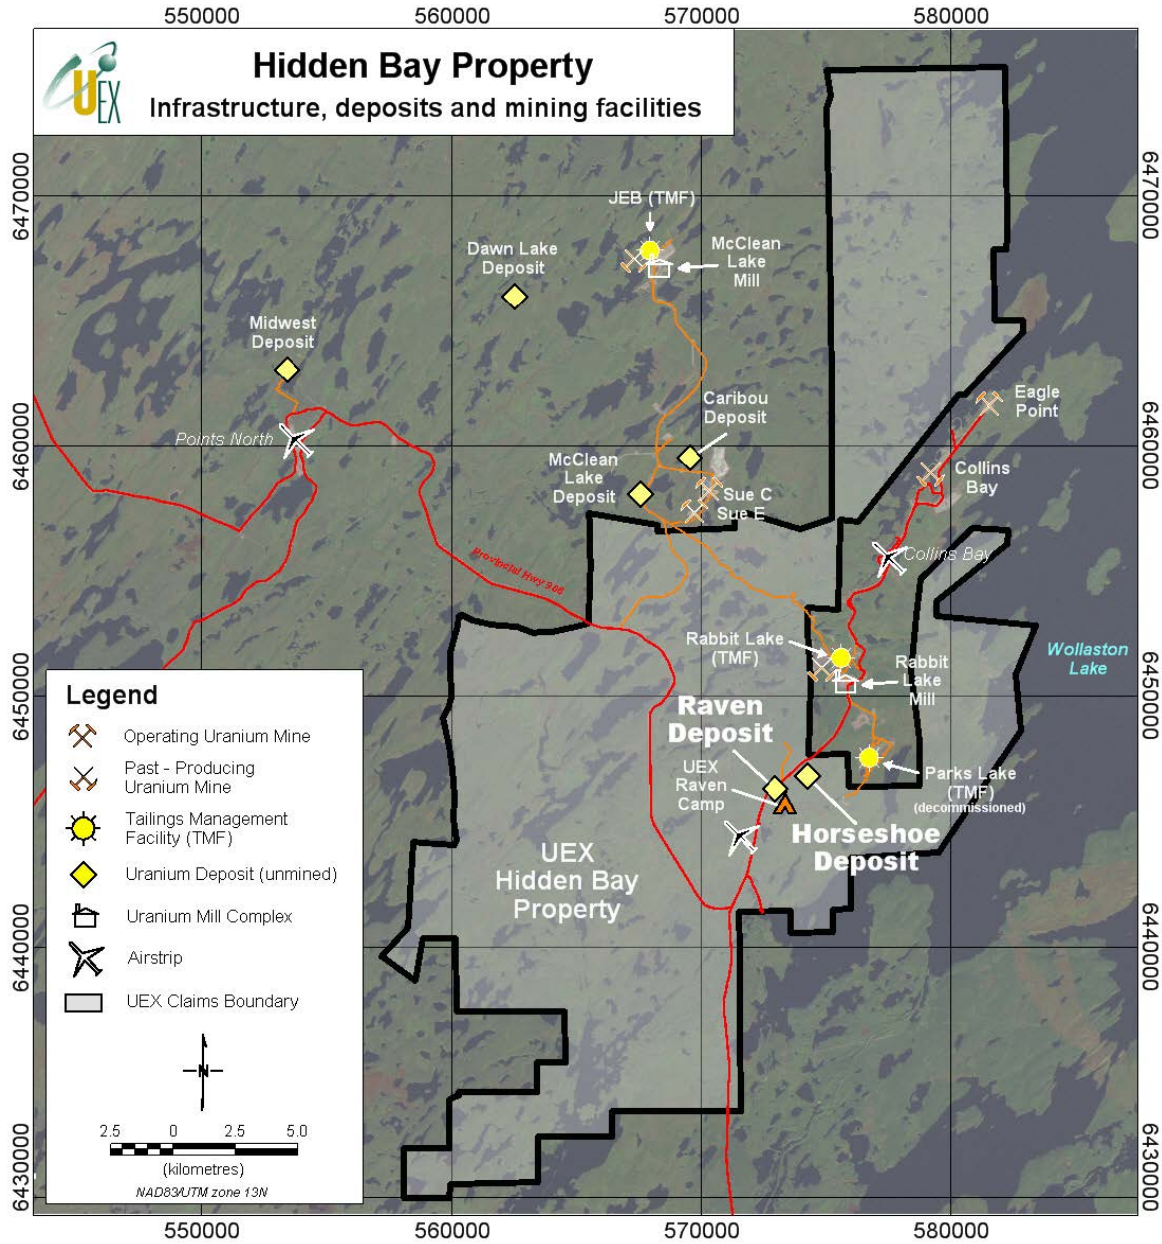 550000
560000
570000
580000
UEX
Hidden Bay Property
Infrastructure, deposits and mining facilities
6470000
6470000
JEB (TMF)
Dawn Lake
Deposit
McClean
Lake
Mill
Midwest
Deposit
Eagle
Point
Caribou
Deposit
Points North
6460000
6460000
McClean
Lake
Deposit
Collins
Bay
Sue C
Sue E
Collins Bay
Provincial Hwy 905
Rabbit Lake
(TMF)
Wollaston
Lake
Rabbit
Lake
Mill
6450000
6450000
Raven
Deposit
UEX
Raven
Camp
Parks Lake
(TMF)
(decommissioned)
Horseshoe
Deposit
UEX
Hidden Bay
Property
6440000
6440000
Legend
Operating Uranium Mine
Past - Producing
Uranium Mine
Tailings Management
Facility (TMF)
Uranium Deposit (unmined)
Uranium Mill Complex
Airstrip
UEX Claims Boundary
N
2.5 0 2.5 5.0
(kilometres)
NAD83/UTM zone 13N
6430000
6430000
550000
560000
570000
580000